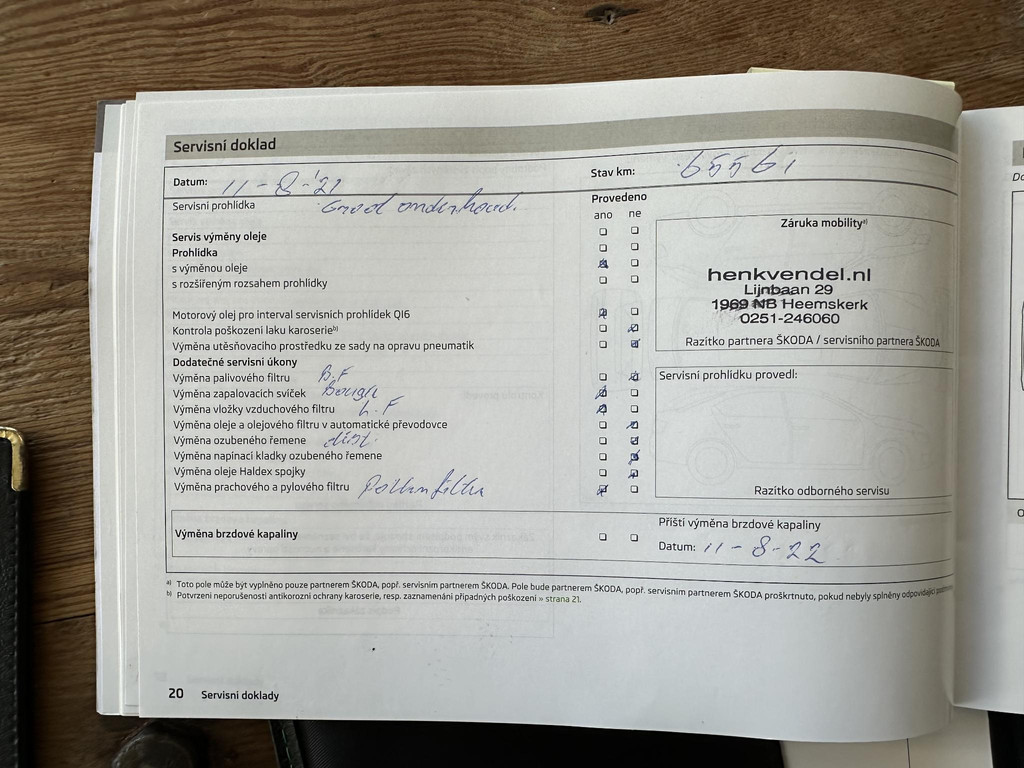 Servisní doklad
Datum: 11-8-'21
Stav km: 65561
Servisní prohlídka Groot onderhoud.
Provedeno
ano ne
Servis výměny oleje
Prohlídka
s výměnou oleje
s rozšířeným rozsahem prohlídky
Motorový olej pro interval servisních prohlídek QI6
Kontrola poškození laku karoserie b)
Výměna utěsňovacího prostředku ze sady na opravu pneumatik
Dodatečné servisní úkony
Výměna palivového filtru B.F
Výměna zapalovacích svíček Bougie
Výměna vložky vzduchového filtru L.F
Výměna oleje a olejového filtru v automatické převodovce
Výměna ozubeného řemene dist.
Výměna napínací kladky ozubeného řemene
Výměna oleje Haldex spojky
Výměna prachového a pylového filtru Pollenfilter
Záruka mobility a)
henkvendel.nl
Lijnbaan 29
1969 NB Heemskerk
0251-246060
Razítko partnera ŠKODA / servisního partnera ŠKODA
Servisní prohlídku provedl:
Razítko odborného servisu
Výměna brzdové kapaliny
Příští výměna brzdové kapaliny
Datum: 11-8-22
a) Toto pole může být vyplněno pouze partnerem ŠKODA, popř. servisním partnerem ŠKODA. Pole bude partnerem ŠKODA, popř. servisním partnerem ŠKODA proškrtnuto, pokud nebyly splněny odpovídající
b) Potvrzení neporušenosti antikorozní ochrany karoserie, resp. zaznamenání případných poškození » strana 21.
20 Servisní doklady